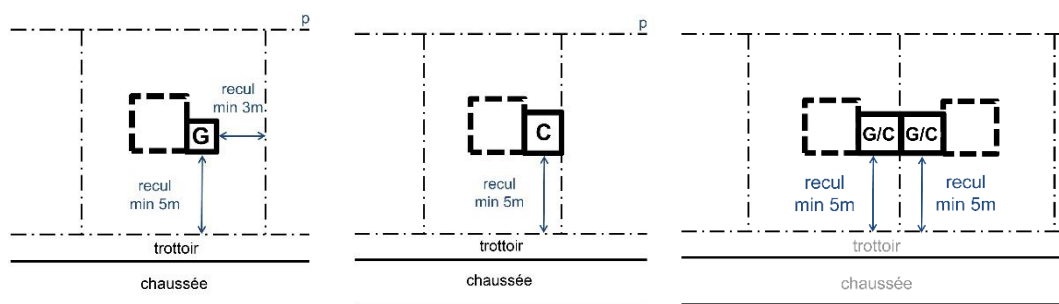 p
recul
min 3m
G
recul
min 5m
trottoir
chaussée
p
C
recul
min 5m
trottoir
chaussée
G/C G/C
recul
min 5m
recul
min 5m
trottoir
chaussée